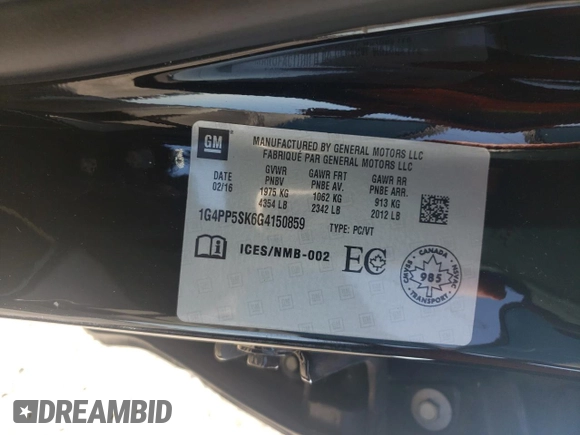 GM
MANUFACTURED BY GENERAL MOTORS LLC
FABRIQUÉ PAR GENERAL MOTORS LLC
DATE
02/16
GVWR
PNBV
1975 KG
4354 LB
GAWR FRT
PNBE AV.
1062 KG
2342 LB
GAWR RR
PNBE ARR.
913 KG
2012 LB
1G4PP5SK6G4150859 TYPE: PC/VT
ICES/NMB-002
EC
CANADA
CMVSS
985
NSVAC
TRANSPORT
DREAMBID